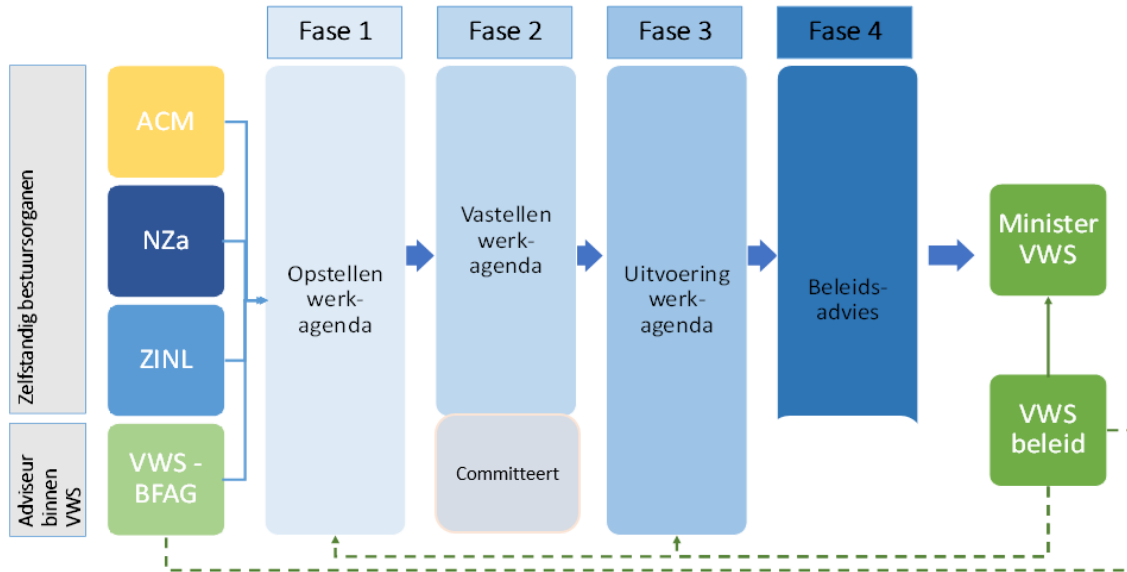 Fase 1
Fase 2
Fase 3
Fase 4
Zelfstandig bestuursorganen
ACM
NZa
ZINL
Adviseur
binnen
VWS
VWS -
BFAG
Opstellen
werk-
agenda
Vastellen
werk-
agenda
Committeert
Uitvoering
werk-
agenda
Beleids-
advies
Minister
VWS
VWS
beleid